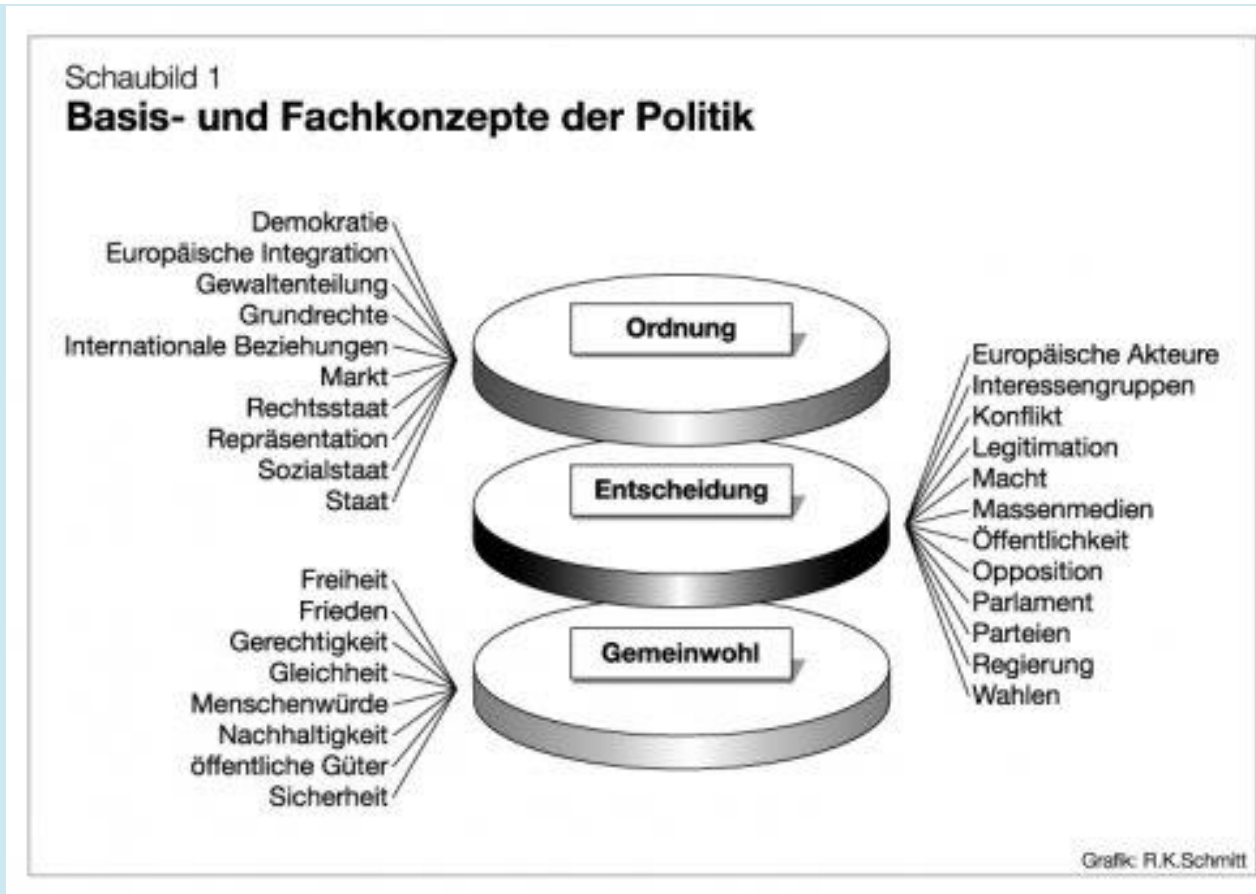 Schaubild 1
Basis- und Fachkonzepte der Politik
Demokratie
Europäische Integration
Gewaltenteilung
Grundrechte
Internationale Beziehungen
Markt
Rechtsstaat
Repräsentation
Sozialstaat
Staat
Ordnung
Entscheidung
Europäische Akteure
Interessengruppen
Konflikt
Legitimation
Macht
Massenmedien
Öffentlichkeit
Opposition
Parlament
Parteien
Regierung
Wahlen
Freiheit
Frieden
Gerechtigkeit
Gleichheit
Menschenwürde
Nachhaltigkeit
öffentliche Güter
Sicherheit
Gemeinwohl
Grafik: R.K.Schmitt